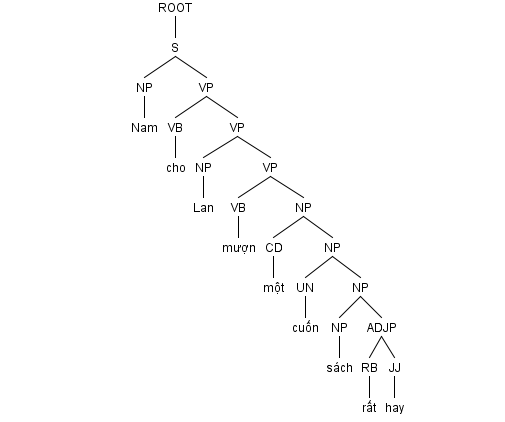 ROOT
S
NP VP
Nam VB VP
cho NP VP
Lan VB NP
mượn CD NP
một UN NP
cuốn NP ADJP
sách RB JJ
rất hay